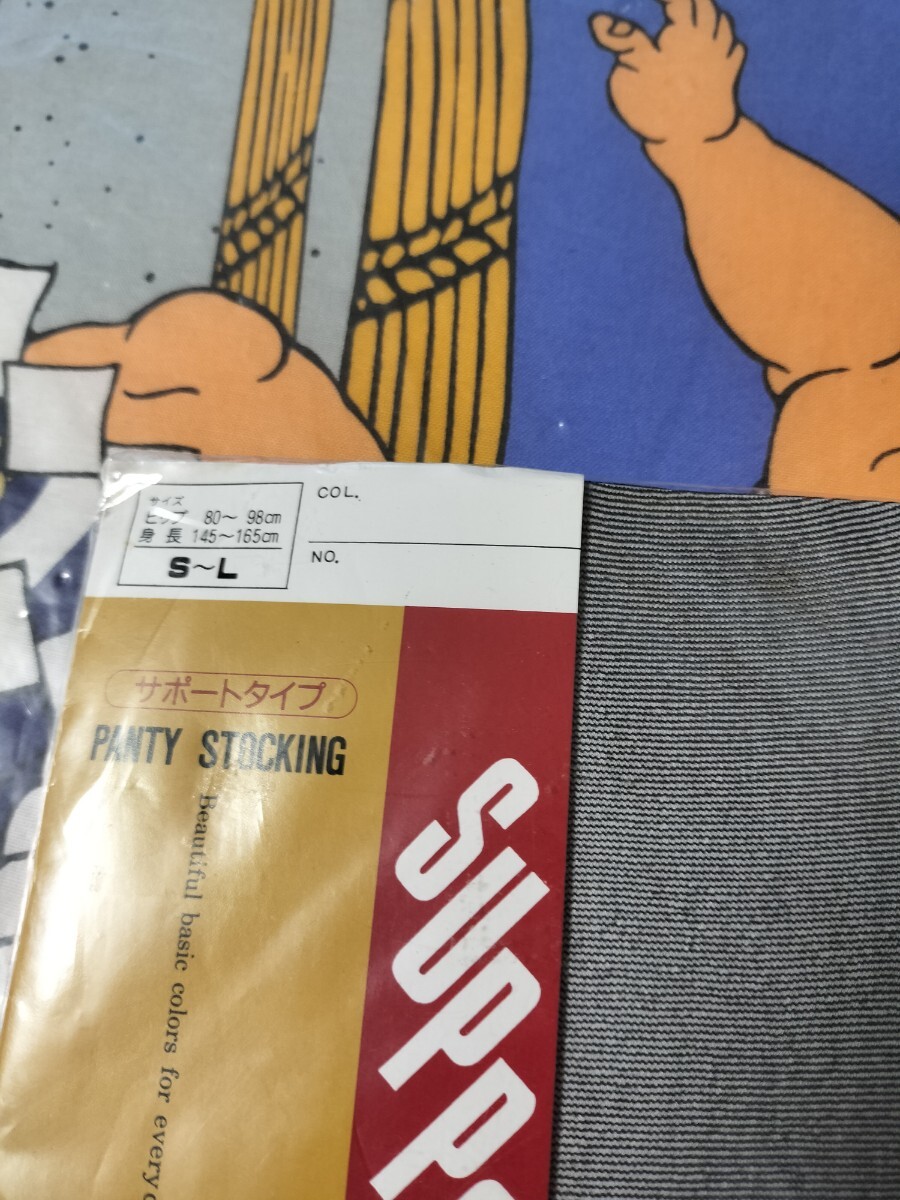 サイズ
ヒップ 80〜 98cm
身 長 145〜165cm
S〜L
COL.
NO.
サポートタイプ
PANTY STOCKING
Beautiful basic colors for every
SUPP